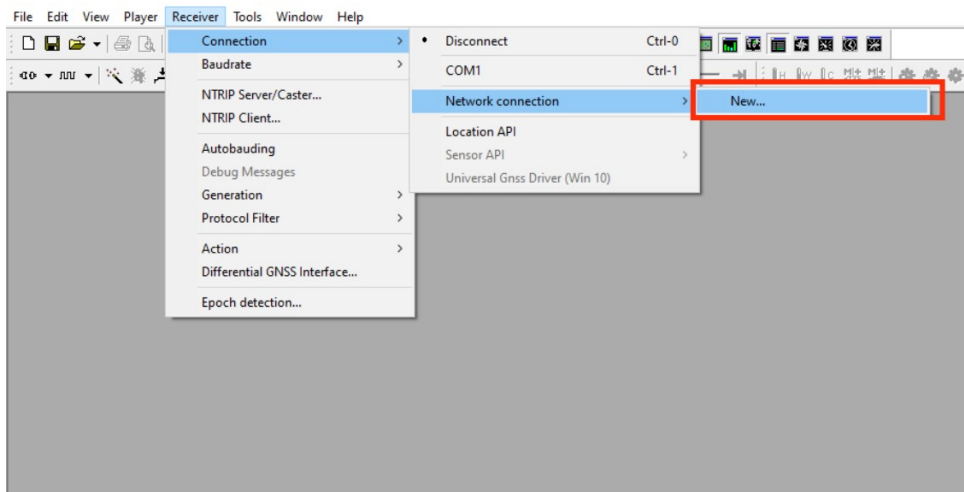 File Edit View Player Receiver Tools Window Help
Connection
Baudrate
NTRIP Server/Caster...
NTRIP Client...
Autobauding
Debug Messages
Generation
Protocol Filter
Action
Differential GNSS Interface...
Epoch detection...
Disconnect Ctrl-0
COM1 Ctrl-1
Network connection
Location API
Sensor API
Universal Gnss Driver (Win 10)
New...